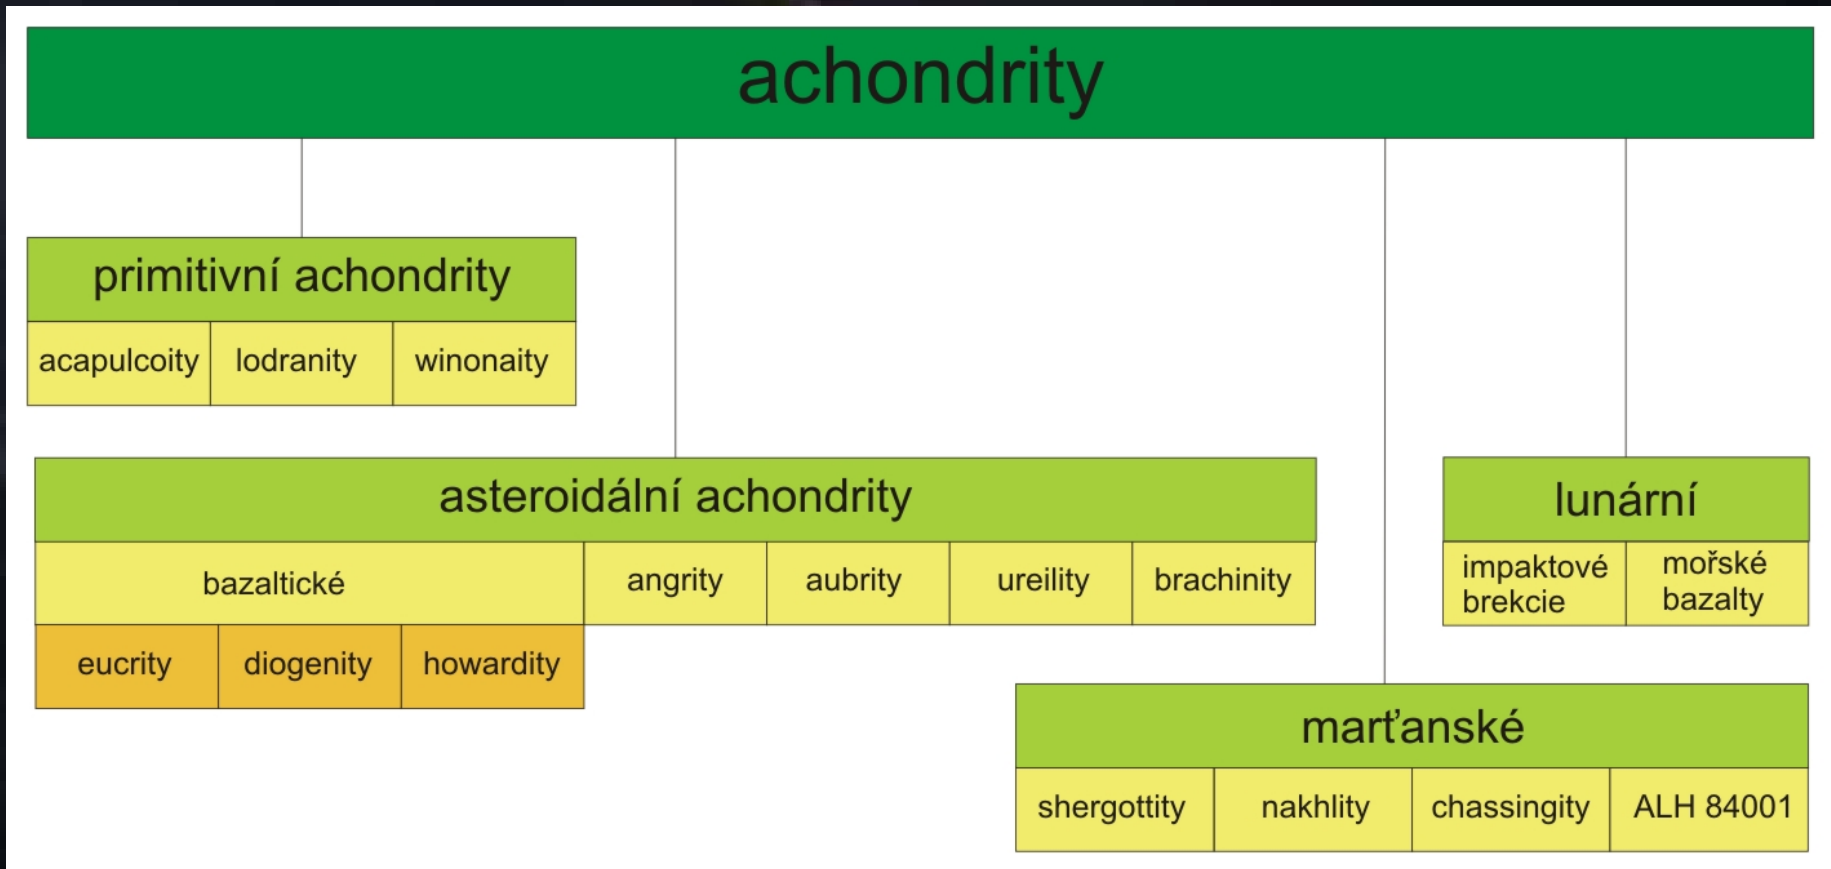 achondrity
primitivní achondrity
acapulcoity
lodranity
winonaity
asteroidální achondrity
bazaltické
angrity
aubrity
ureility
brachinity
eucrity
diogenity
howardity
lunární
impaktové
brekcie
mořské
bazalty
marťanské
shergottity
nakhlity
chassingity
ALH 84001